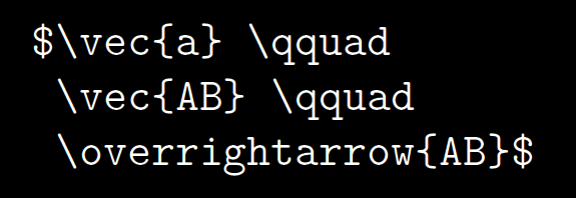 $\vec{a} \qquad
\vec{AB} \qquad
\overrightarrow{AB}$